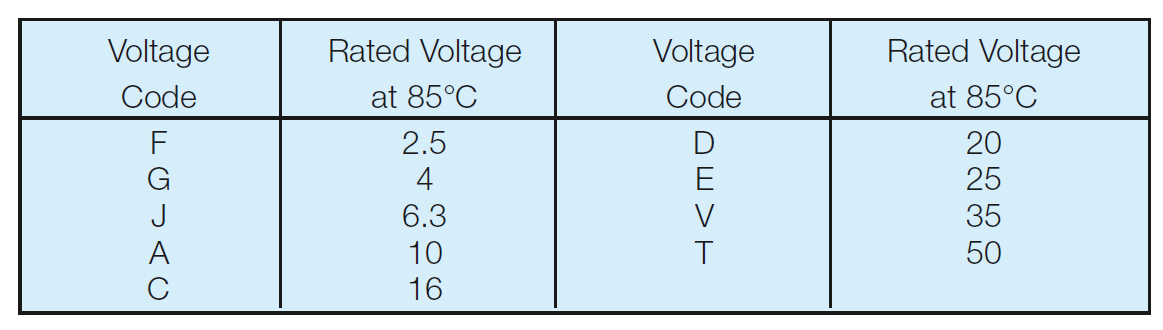 Voltage Code Rated Voltage at 85°C Voltage Code Rated Voltage at 85°C
F 2.5 D 20
G 4 E 25
J 6.3 V 35
A 10 T 50
C 16